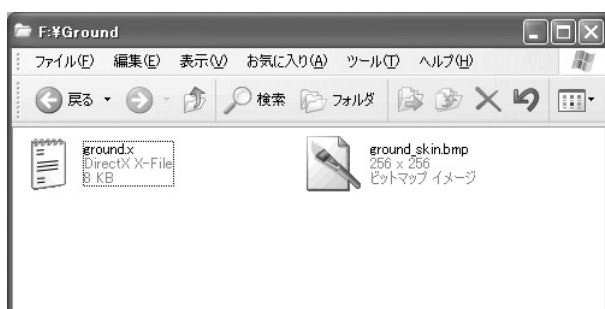 F:¥Ground
ファイル(F) 編集(E) 表示(V) お気に入り(A) ツール(T) ヘルプ(H)
戻る 検索 フォルダ
ground.x
DirectX X-File
8 KB
ground_skin.bmp
256 x 256
ビットマップ イメージ